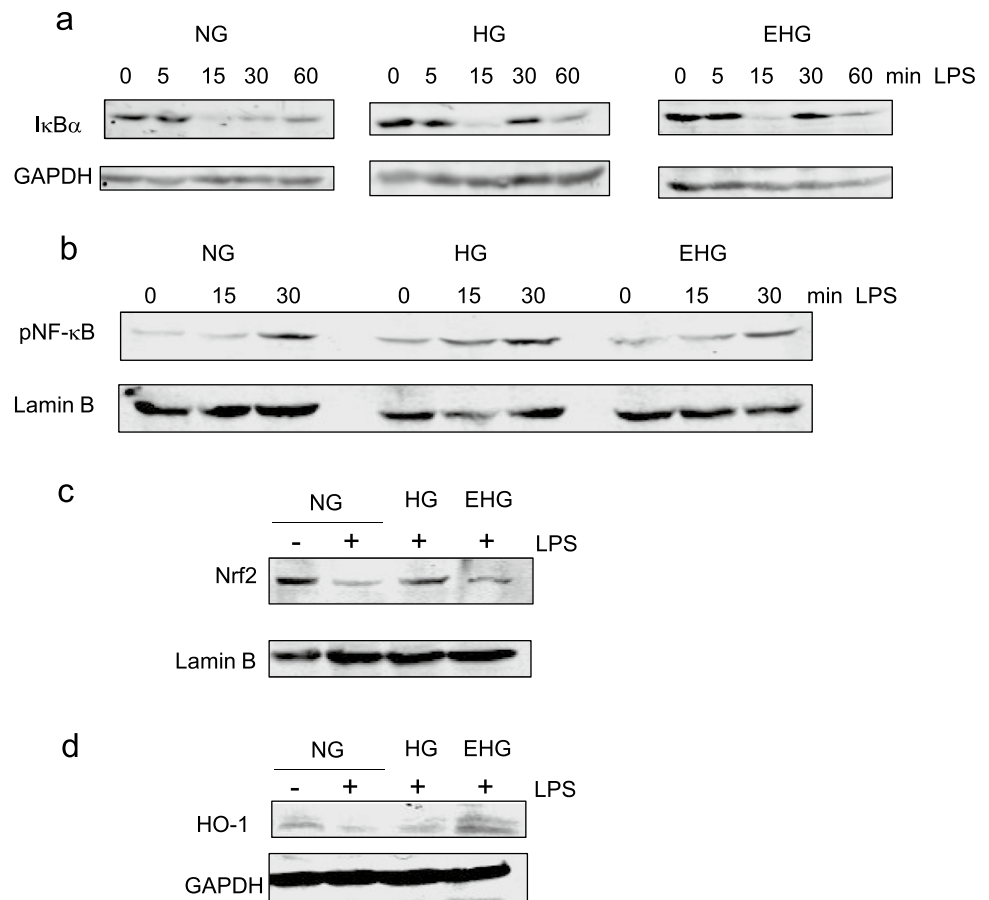 a
NG HG EHG
0 5 15 30 60 0 5 15 30 60 0 5 15 30 60 min LPS
IκBα
GAPDH
b
NG HG EHG
0 15 30 0 15 30 0 15 30 min LPS
pNF-κB
Lamin B
c
NG HG EHG
- + + + LPS
Nrf2
Lamin B
d
NG HG EHG
- + + + LPS
HO-1
GAPDH